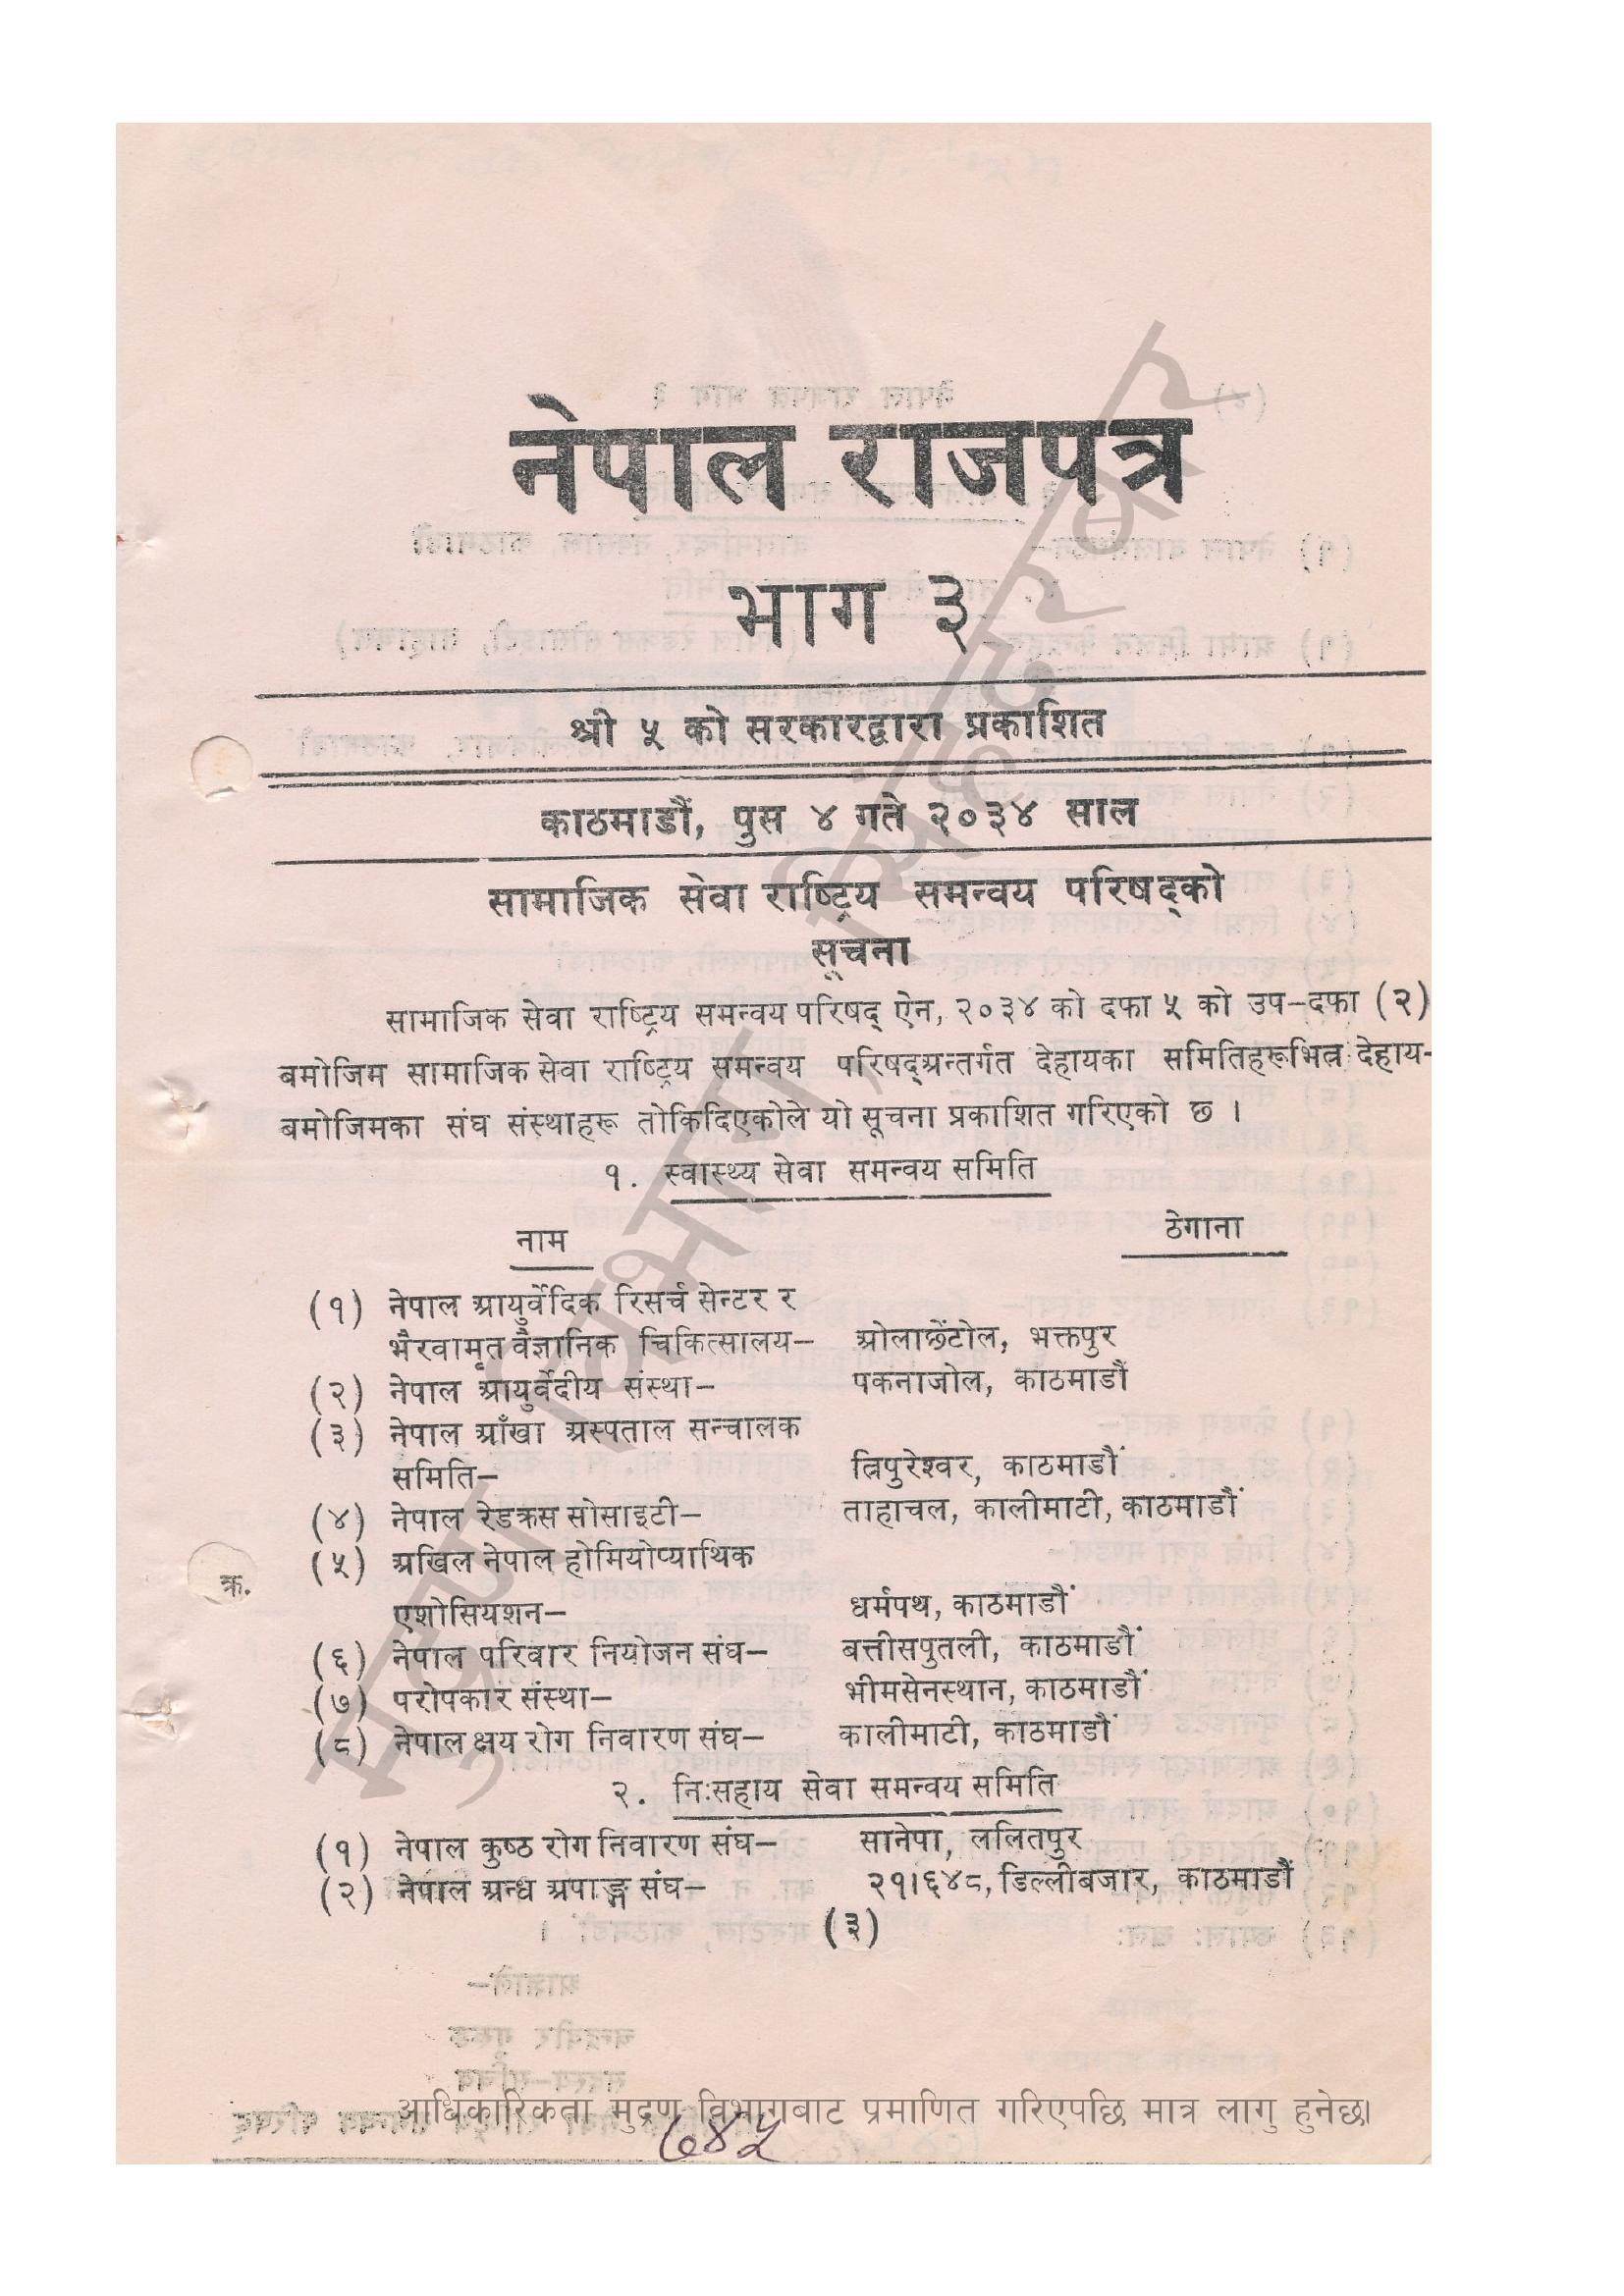 नेपाल राजपत्र
भाग ३
श्री ५ को सरकारद्वारा प्रकाशित
काठमाडौं, पुस ४ गते २०३४ साल
सामाजिक सेवा राष्ट्रिय समन्वय परिषद्को
सूचना
सामाजिक सेवा राष्ट्रिय समन्वय परिषद् ऐन, २०३४ को दफा ५ को उप-दफा (२)
बमोजिम सामाजिक सेवा राष्ट्रिय समन्वय परिषद्अन्तर्गत देहायका समितिहरूभित्र देहाय-
बमोजिमका संघ संस्थाहरू तोकिदिएकोले यो सूचना प्रकाशित गरिएको छ ।
१. स्वास्थ्य सेवा समन्वय समिति
नाम ठेगाना
(१) नेपाल आयुर्वेदिक रिसर्च सेन्टर र
भैरवामृत वैज्ञानिक चिकित्सालय- ओलाछेंटोल, भक्तपुर
(२) नेपाल आयुर्वेदीय संस्था- पकनाजोल, काठमाडौं
(३) नेपाल आँखा अस्पताल सन्चालक
समिति- त्रिपुरेश्वर, काठमाडौं
(४) नेपाल रेडक्रस सोसाइटी- ताहाचल, कालीमाटी, काठमाडौं
(५) अखिल नेपाल होमियोप्याथिक
क्र.
एशोसियशन- धर्मपथ, काठमाडौं
(६) नेपाल परिवार नियोजन संघ- बत्तीसपुतली, काठमाडौं
(७) परोपकार संस्था- भीमसेनस्थान, काठमाडौं
(८) नेपाल क्षय रोग निवारण संघ- कालीमाटी, काठमाडौं
२. निःसहाय सेवा समन्वय समिति
(१) नेपाल कुष्ठ रोग निवारण संघ- सानेपा, ललितपुर
(२) नेपाल अन्ध अपाङ्ग संघ- २१।६४८, डिल्लीबजार, काठमाडौं
(३)
आधिकारिकता मुद्रण विभागबाट प्रमाणित गरिएपछि मात्र लागु हुनेछ।
७४५
मुद्रण विभाग, सिंहदरबार